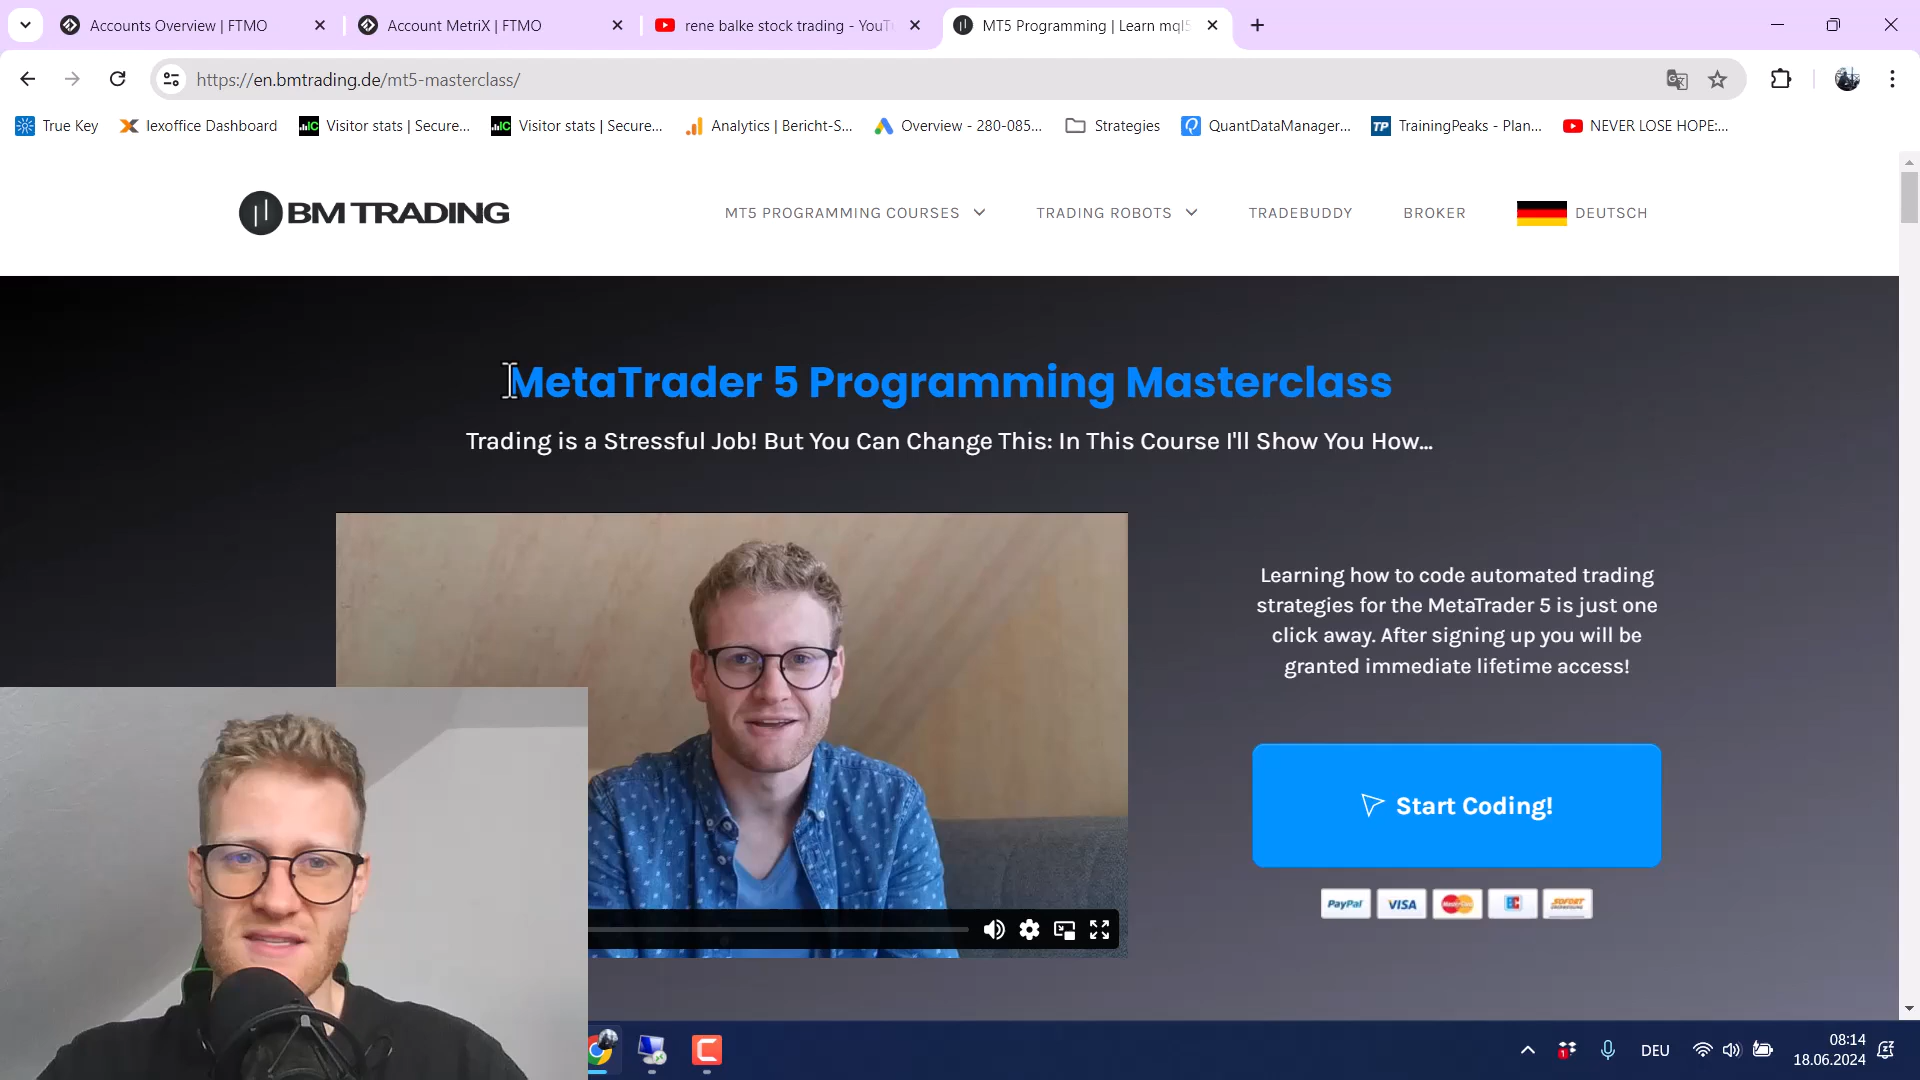 Accounts Overview | FTMO
Account MetriX | FTMO
rene balke stock trading - YouT
MT5 Programming | Learn mql5
https://en.bmtrading.de/mt5-masterclass/
True Key
lexoffice Dashboard
Visitor stats | Secure...
Visitor stats | Secure...
Analytics | Bericht-S...
Overview - 280-085...
Strategies
QuantDataManager...
TrainingPeaks - Plan...
NEVER LOSE HOPE:...
BM TRADING
MT5 PROGRAMMING COURSES
TRADING ROBOTS
TRADEBUDDY
BROKER
DEUTSCH
MetaTrader 5 Programming Masterclass
Trading is a Stressful Job! But You Can Change This: In This Course I'll Show You How...
Learning how to code automated trading
strategies for the MetaTrader 5 is just one
click away. After signing up you will be
granted immediate lifetime access!
Start Coding!
PayPal
VISA
MasterCard
EC
SOFORT
DEU
08:14
18.06.2024